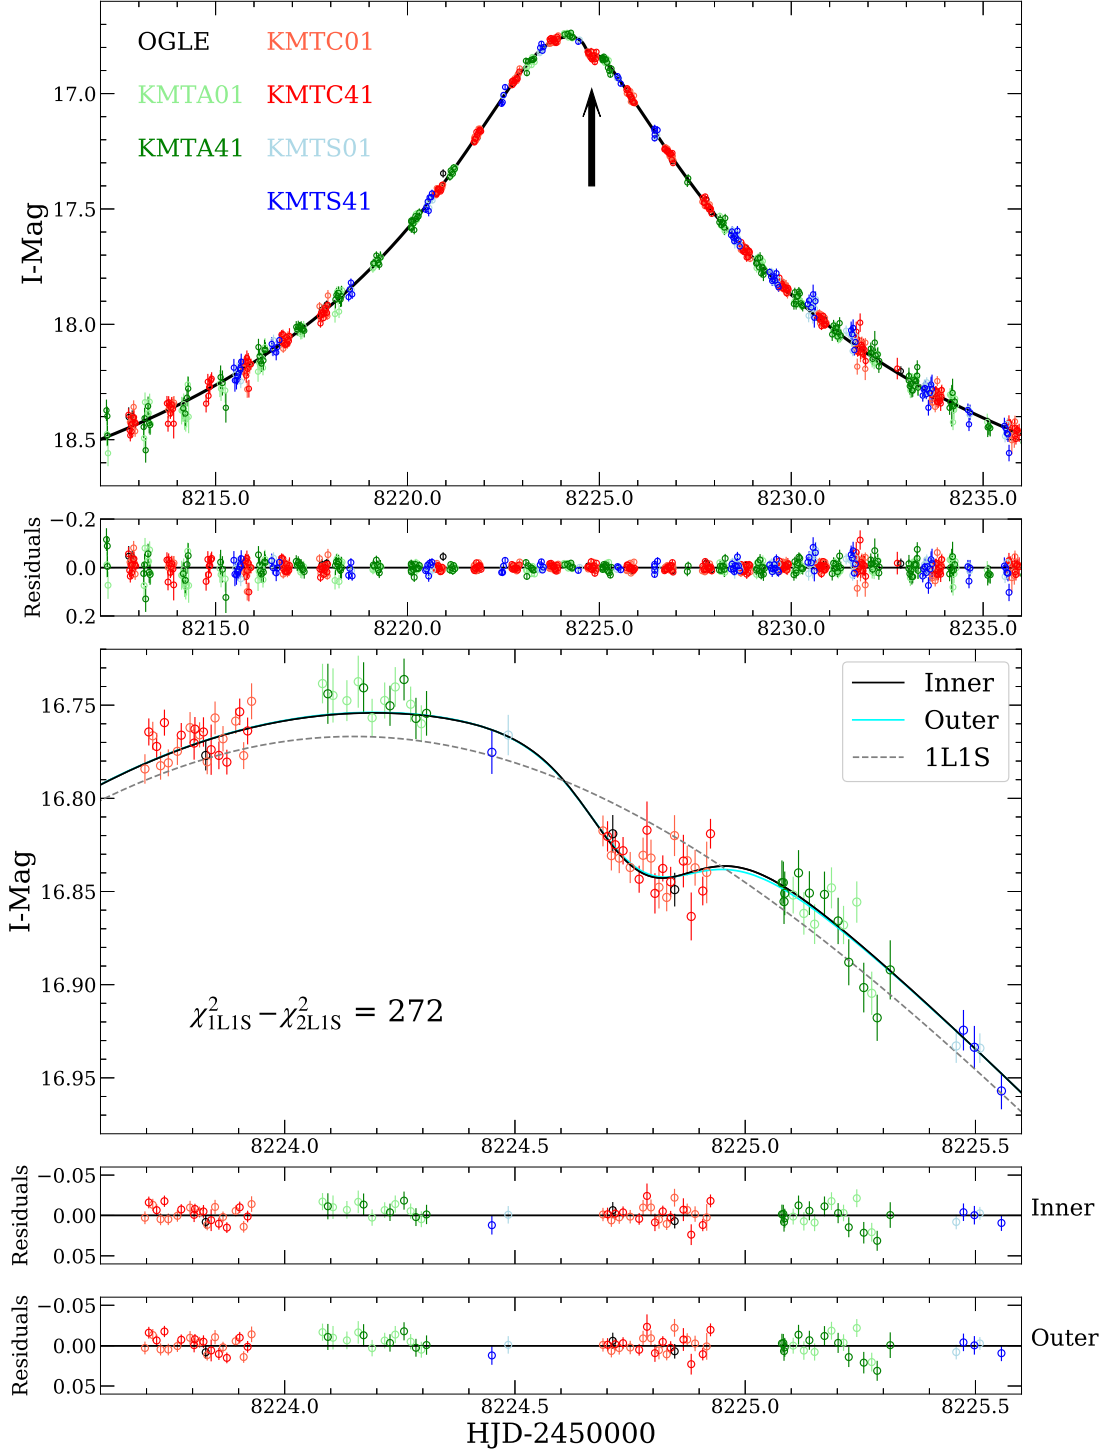 OGLE KMTC01
KMTA01 KMTC41
KMTA41 KMTS01
KMTS41
I-Mag
17.0
17.5
18.0
18.5
8215.0 8220.0 8225.0 8230.0 8235.0
Residuals
−0.2
0.0
0.2
8215.0 8220.0 8225.0 8230.0 8235.0
I-Mag
16.75
16.80
16.85
16.90
16.95
Inner
Outer
1L1S
χ²1L1S − χ²2L1S = 272
8224.0 8224.5 8225.0 8225.5
Residuals
−0.05
0.00
0.05
Inner
Residuals
−0.05
0.00
0.05
Outer
8224.0 8224.5 8225.0 8225.5
HJD-2450000